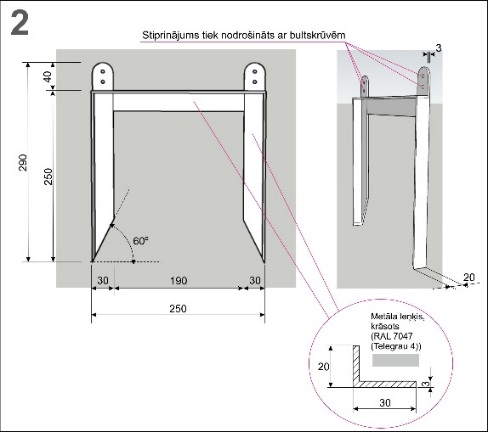 2
Stiprinājums tiek nodrošināts ar bultskrūvēm
3
40
290
250
60°
20
30
190
30
250
Metāla leņķis,
krāsots
(RAL 7047
(Telegrau 4))
20
3
30